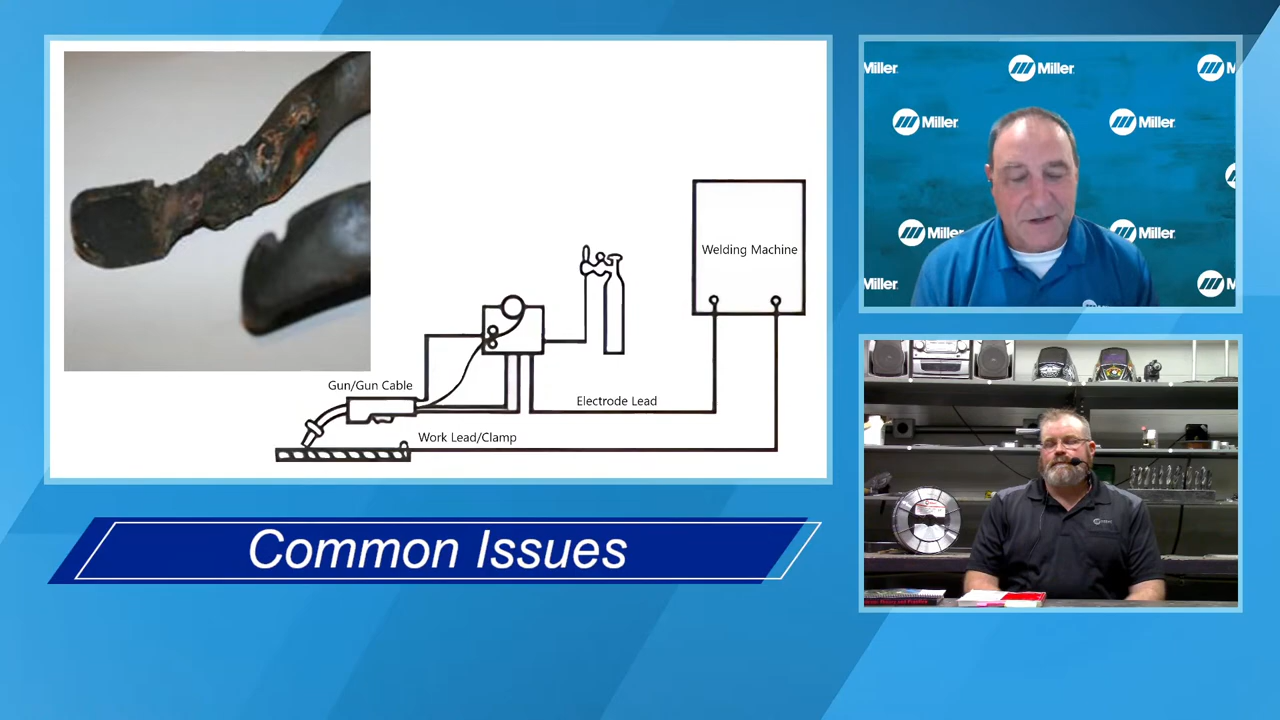 Welding Machine
Gun/Gun Cable
Electrode Lead
Work Lead/Clamp
Common Issues
Miller
Miller
Miller
Miller
Miller
Miller
Miller
Miller